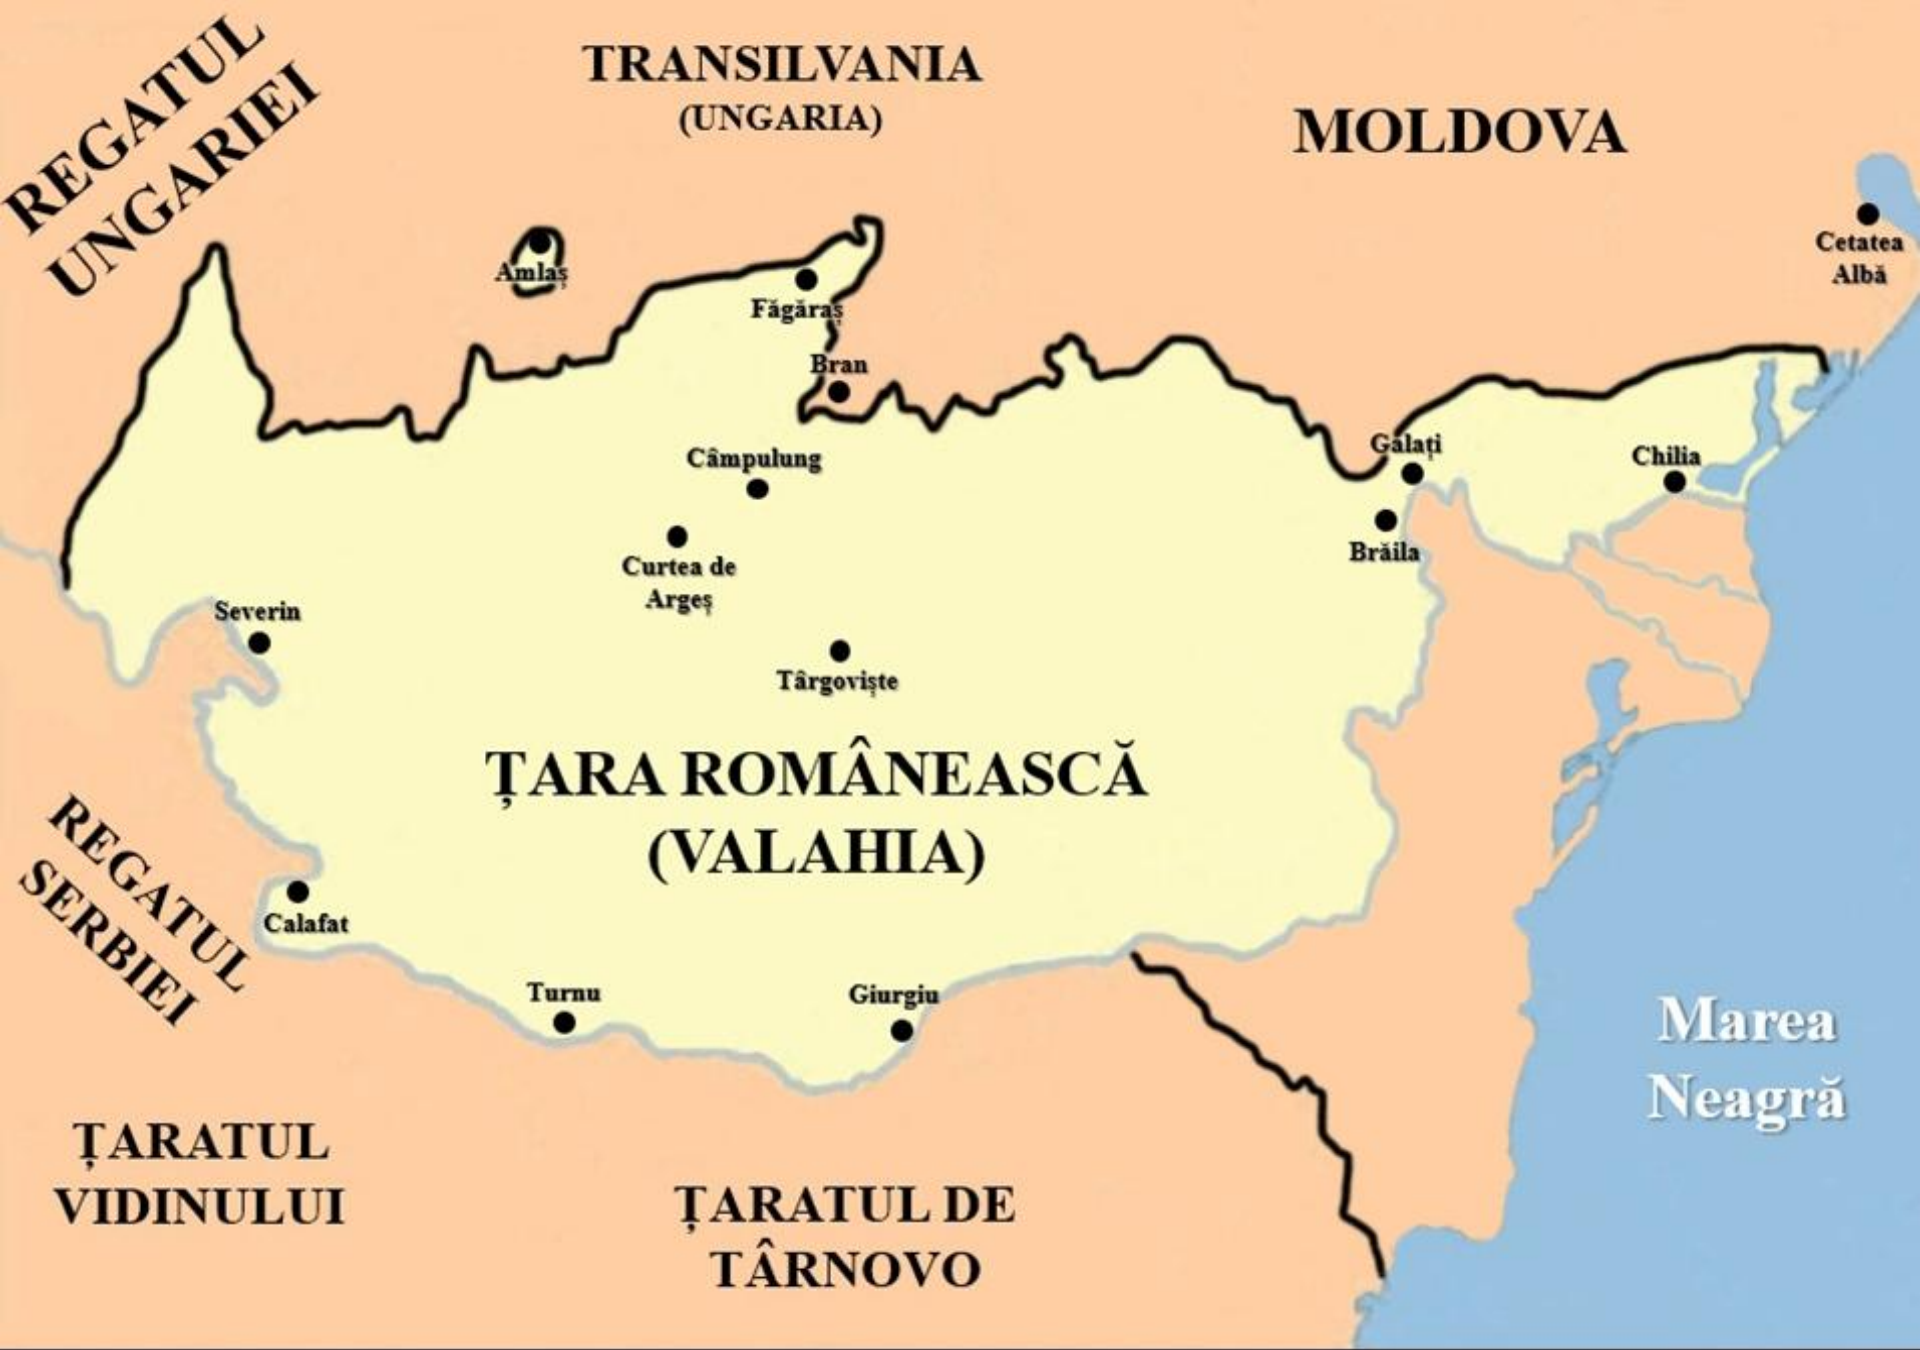 REGATUL
UNGARIEI
TRANSILVANIA
(UNGARIA)
MOLDOVA
Cetatea
Albă
Amlaș
Făgăraș
Bran
Câmpulung
Galați
Chilia
Curtea de
Argeș
Brăila
Severin
Târgoviște
ȚARA ROMÂNEASCĂ
(VALAHIA)
REGATUL
SERBIEI
Calafat
Turnu
Giurgiu
Marea
Neagră
ȚARATUL
VIDINULUI
ȚARATUL DE
TÂRNOVO